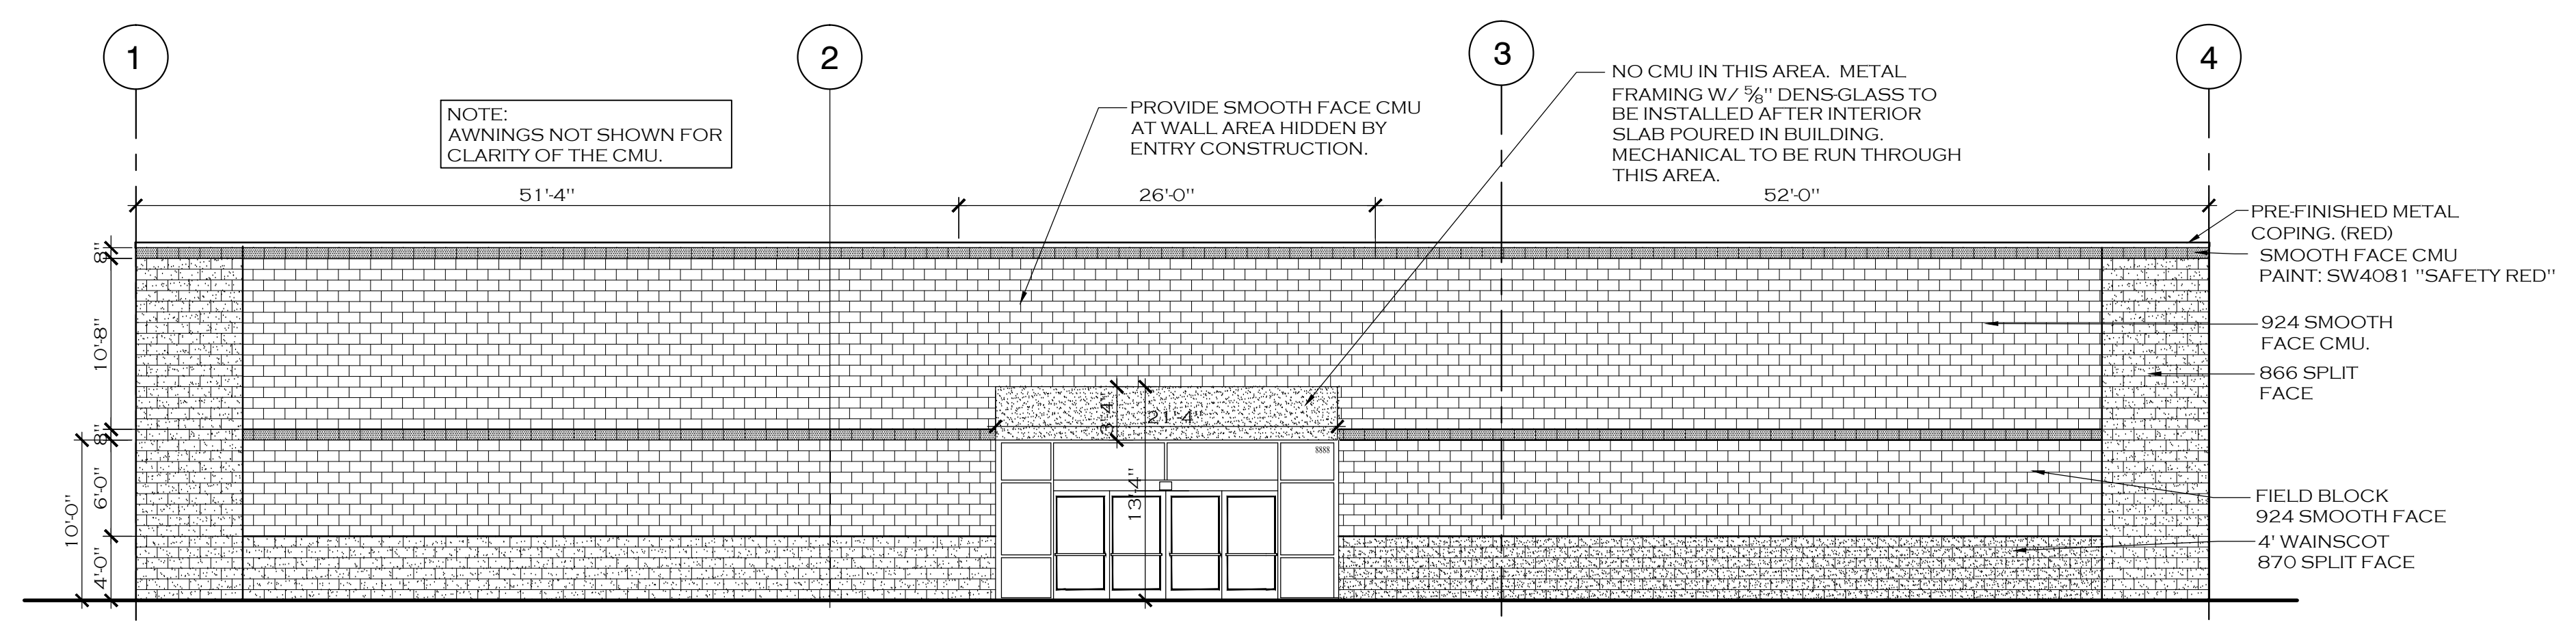 1
2
3
4
NOTE:
AWNINGS NOT SHOWN FOR
CLARITY OF THE CMU.
PROVIDE SMOOTH FACE CMU
AT WALL AREA HIDDEN BY
ENTRY CONSTRUCTION.
NO CMU IN THIS AREA.  METAL
FRAMING W/ 5/8" DENS-GLASS TO
BE INSTALLED AFTER INTERIOR
SLAB POURED IN BUILDING.
MECHANICAL TO BE RUN THROUGH
THIS AREA.
51'-4"
26'-0"
52'-0"
PRE-FINISHED METAL
COPING. (RED)
SMOOTH FACE CMU
PAINT: SW4081 "SAFETY RED"
924 SMOOTH
FACE CMU.
866 SPLIT
FACE
FIELD BLOCK
924 SMOOTH FACE
4' WAINSCOT
870 SPLIT FACE
8"
10'-8"
8"
6'-0"
10'-0"
4'-0"
3'-4"
21'-4"
13'-4"
8888